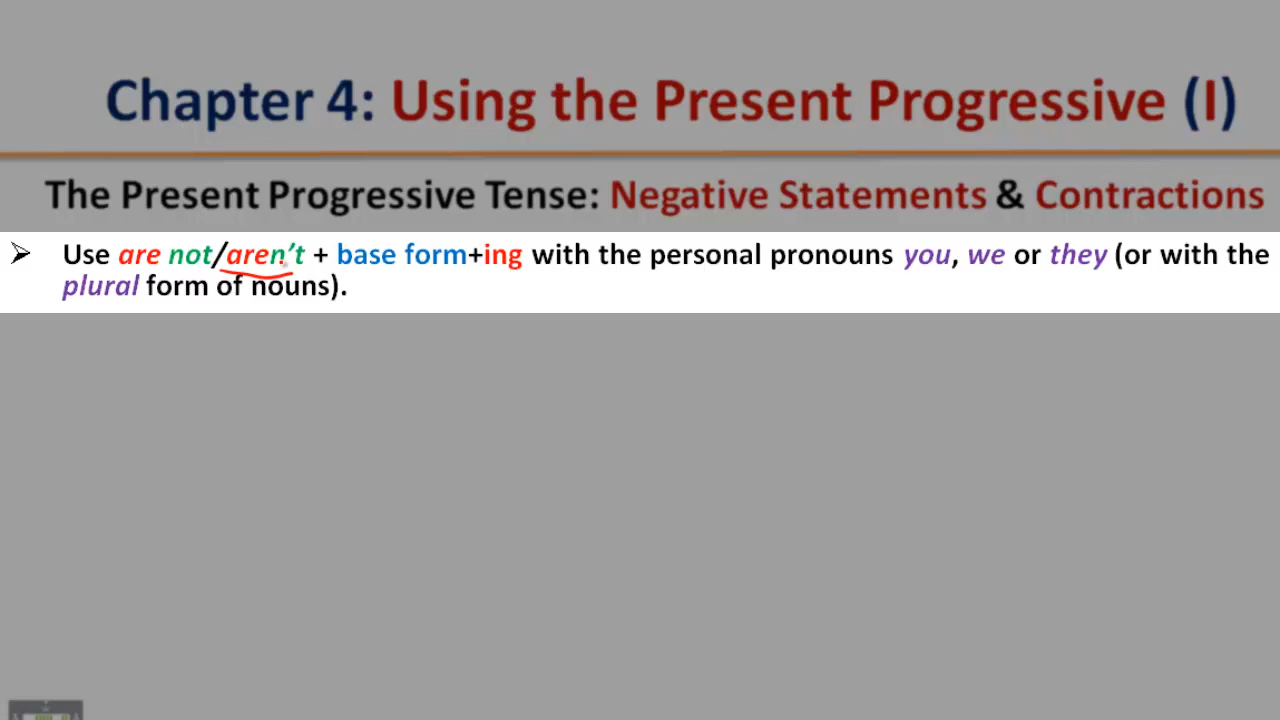 Chapter 4: Using the Present Progressive (I)
The Present Progressive Tense: Negative Statements & Contractions
➢ Use are not/aren’t + base form+ing with the personal pronouns you, we or they (or with the
plural form of nouns).